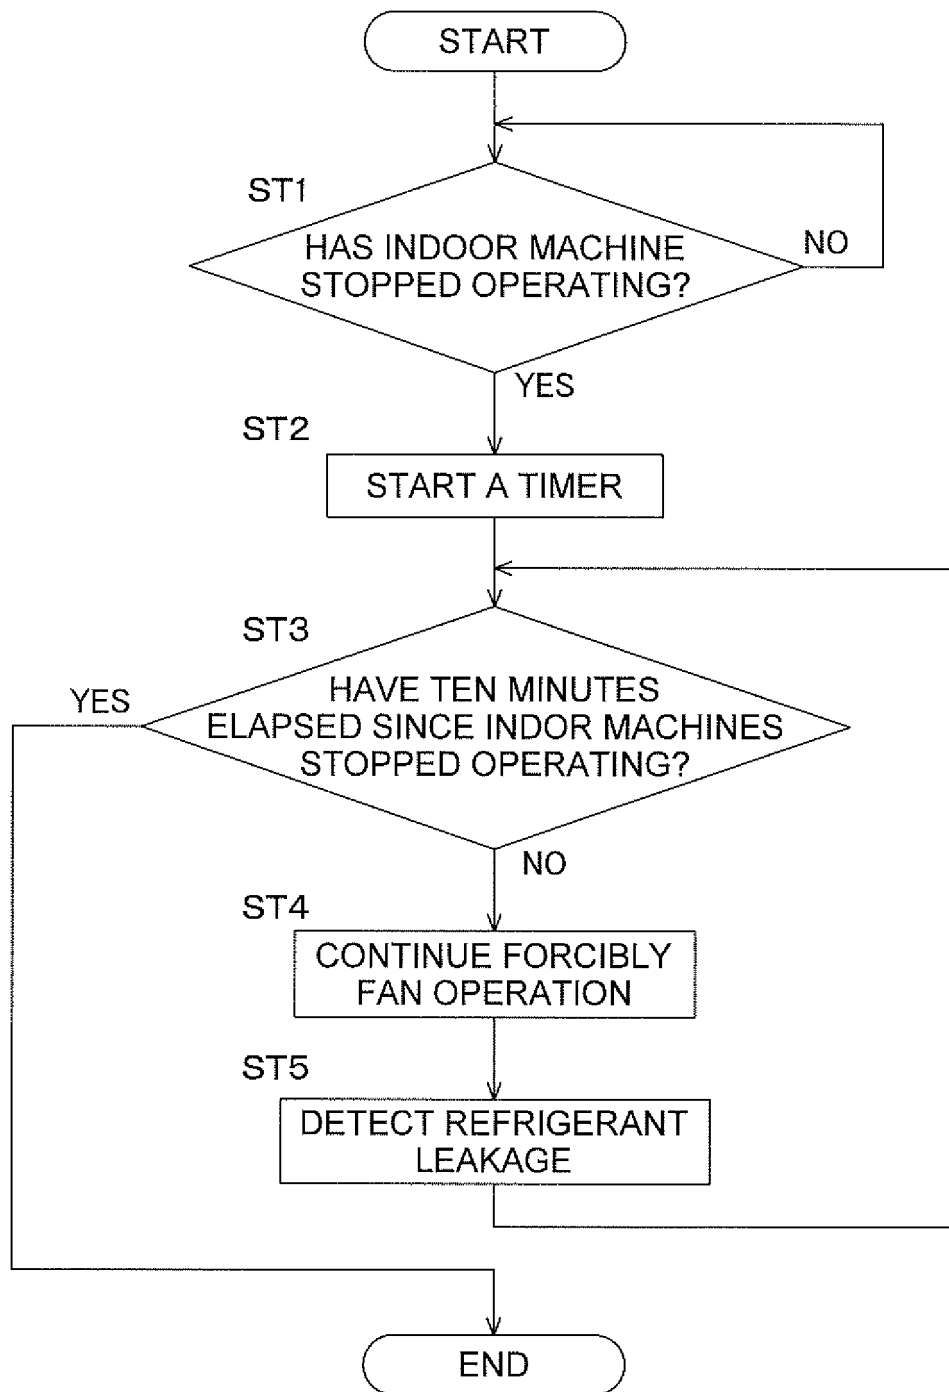 START
ST1
HAS INDOOR MACHINE
STOPPED OPERATING?
NO
YES
ST2
START A TIMER
ST3
YES
HAVE TEN MINUTES
ELAPSED SINCE INDOR MACHINES
STOPPED OPERATING?
NO
ST4
CONTINUE FORCIBLY
FAN OPERATION
ST5
DETECT REFRIGERANT
LEAKAGE
END